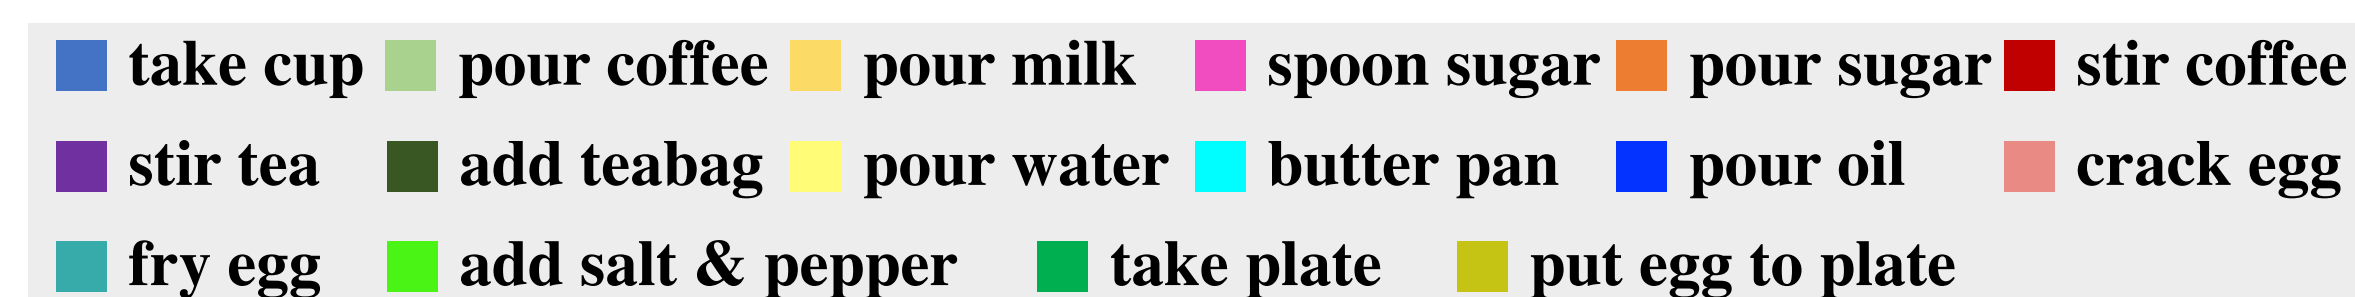 take cup pour coffee pour milk spoon sugar pour sugar stir coffee
stir tea add teabag pour water butter pan pour oil crack egg
fry egg add salt & pepper take plate put egg to plate